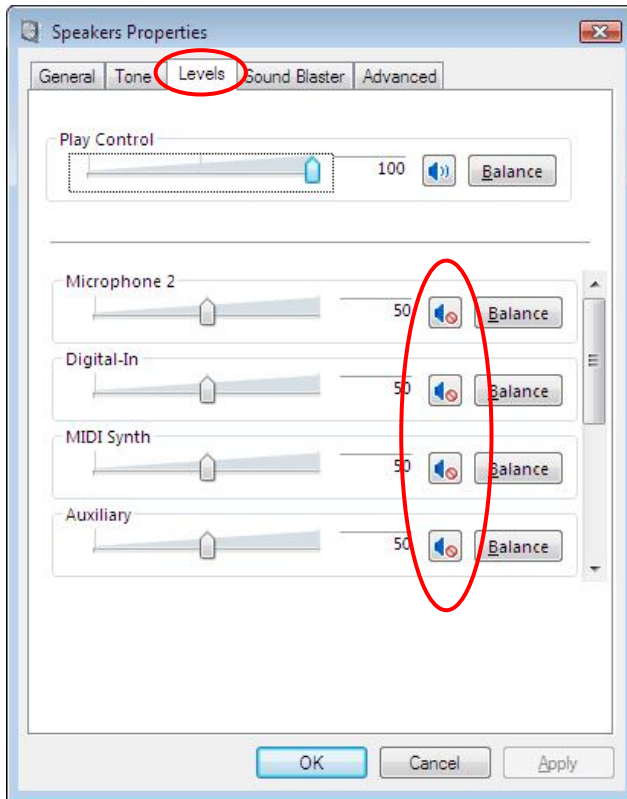 Speakers Properties
General Tone Levels Sound Blaster Advanced
Play Control
100 Balance
Microphone 2
50 Balance
Digital-In
50 Balance
MIDI Synth
50 Balance
Auxiliary
50 Balance
OK Cancel Apply